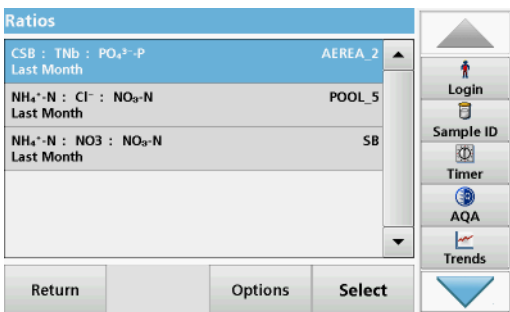 Ratios
CSB : TNb : PO₄³⁻-P AEREA_2
Last Month
NH₄⁺-N : Cl⁻ : NO₃-N POOL_5
Last Month
NH₄⁺-N : NO3 : NO₃-N SB
Last Month
Login
Sample ID
Timer
AQA
Trends
Return Options Select